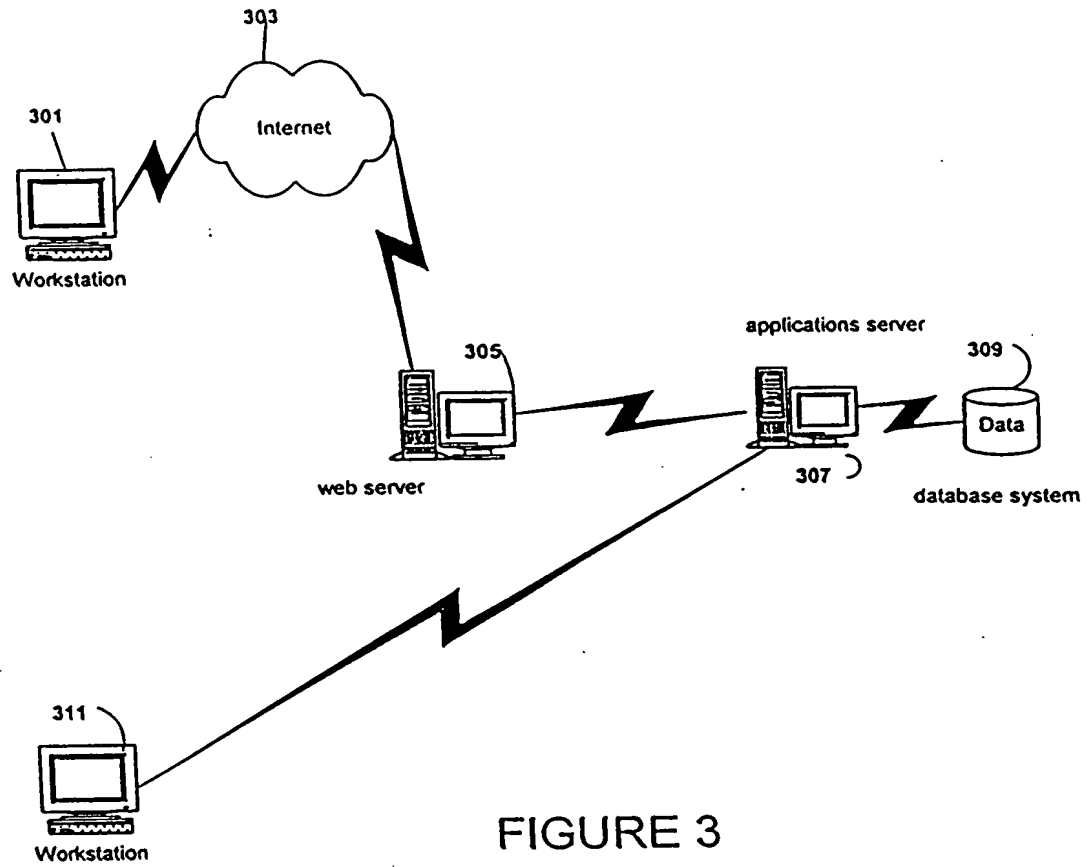 303
Internet
301
Workstation
applications server
305
309
Data
307
web server
database system
311
Workstation
FIGURE 3